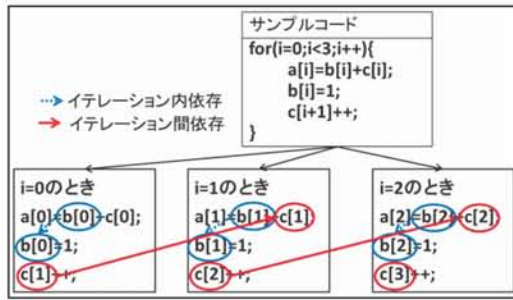 サンプルコード
for(i=0;i<3;i++){
a[i]=b[i]+c[i];
b[i]=1;
c[i+1]++;
}
イテレーション内依存
イテレーション間依存
i=0のとき
a[0]=b[0]+c[0];
b[0]=1;
c[1]++;
i=1のとき
a[1]=b[1]+c[1]
b[1]=1;
c[2]++;
i=2のとき
a[2]=b[2]+c[2]
b[2]=1;
c[3]++;